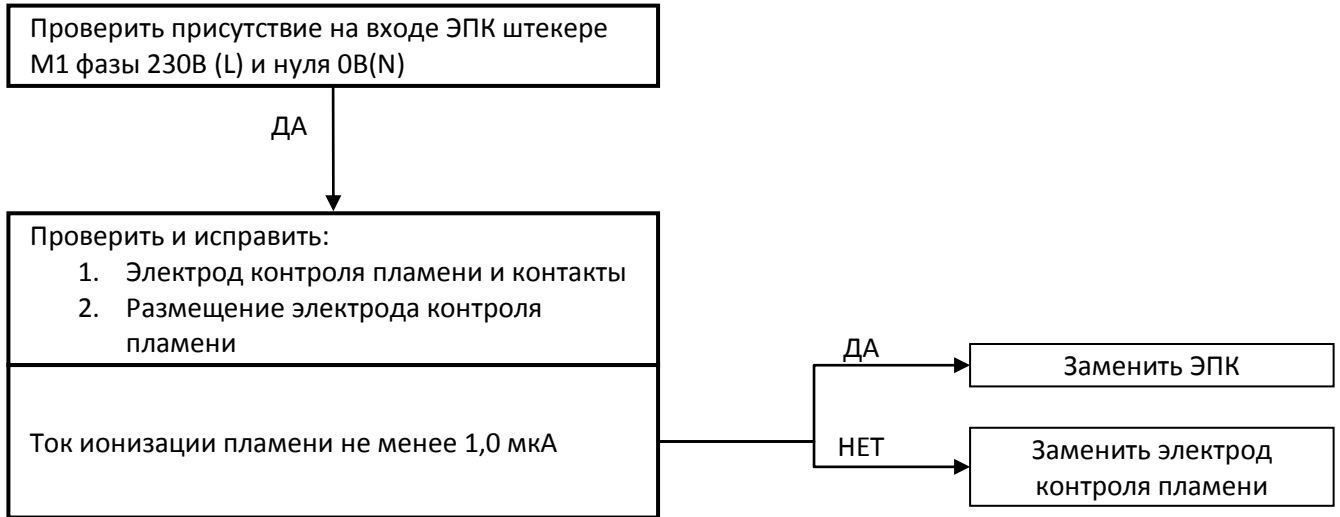 Проверить присутствие на входе ЭПК штекере
М1 фазы 230В (L) и нуля 0В(N)
ДА
Проверить и исправить:
1. Электрод контроля пламени и контакты
2. Размещение электрода контроля
пламени
Ток ионизации пламени не менее 1,0 мкА
ДА
Заменить ЭПК
НЕТ
Заменить электрод
контроля пламени